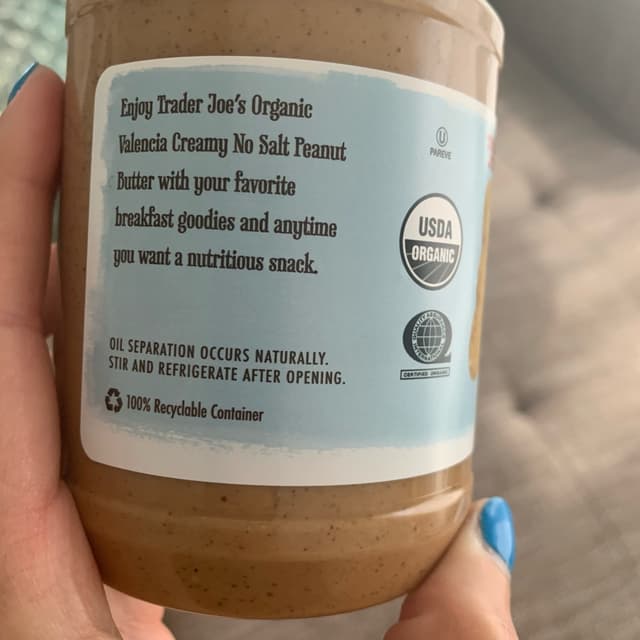 Enjoy Trader Joe's Organic
Valencia Creamy No Salt Peanut
Butter with your favorite
breakfast goodies and anytime
you want a nutritious snack.
OIL SEPARATION OCCURS NATURALLY.
STIR AND REFRIGERATE AFTER OPENING.
100% Recyclable Container
U
PAREVE
USDA
ORGANIC
Q
CERTIFIED ORGANIC